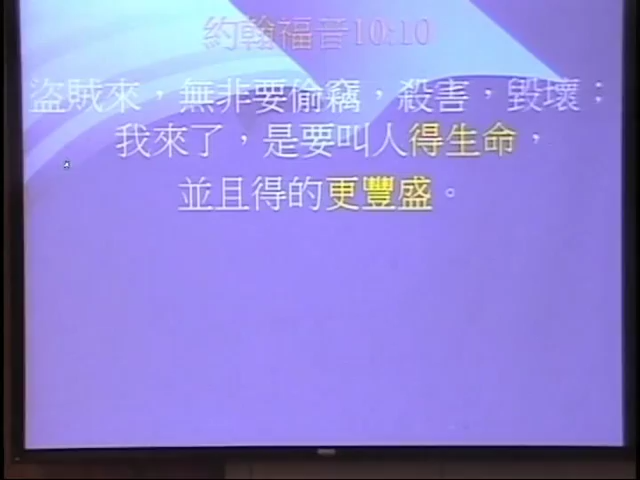 約翰福音10:10
盜賊來，無非要偷竊，殺害，毀壞；
我來了，是要叫人得生命，
並且得的更豐盛。